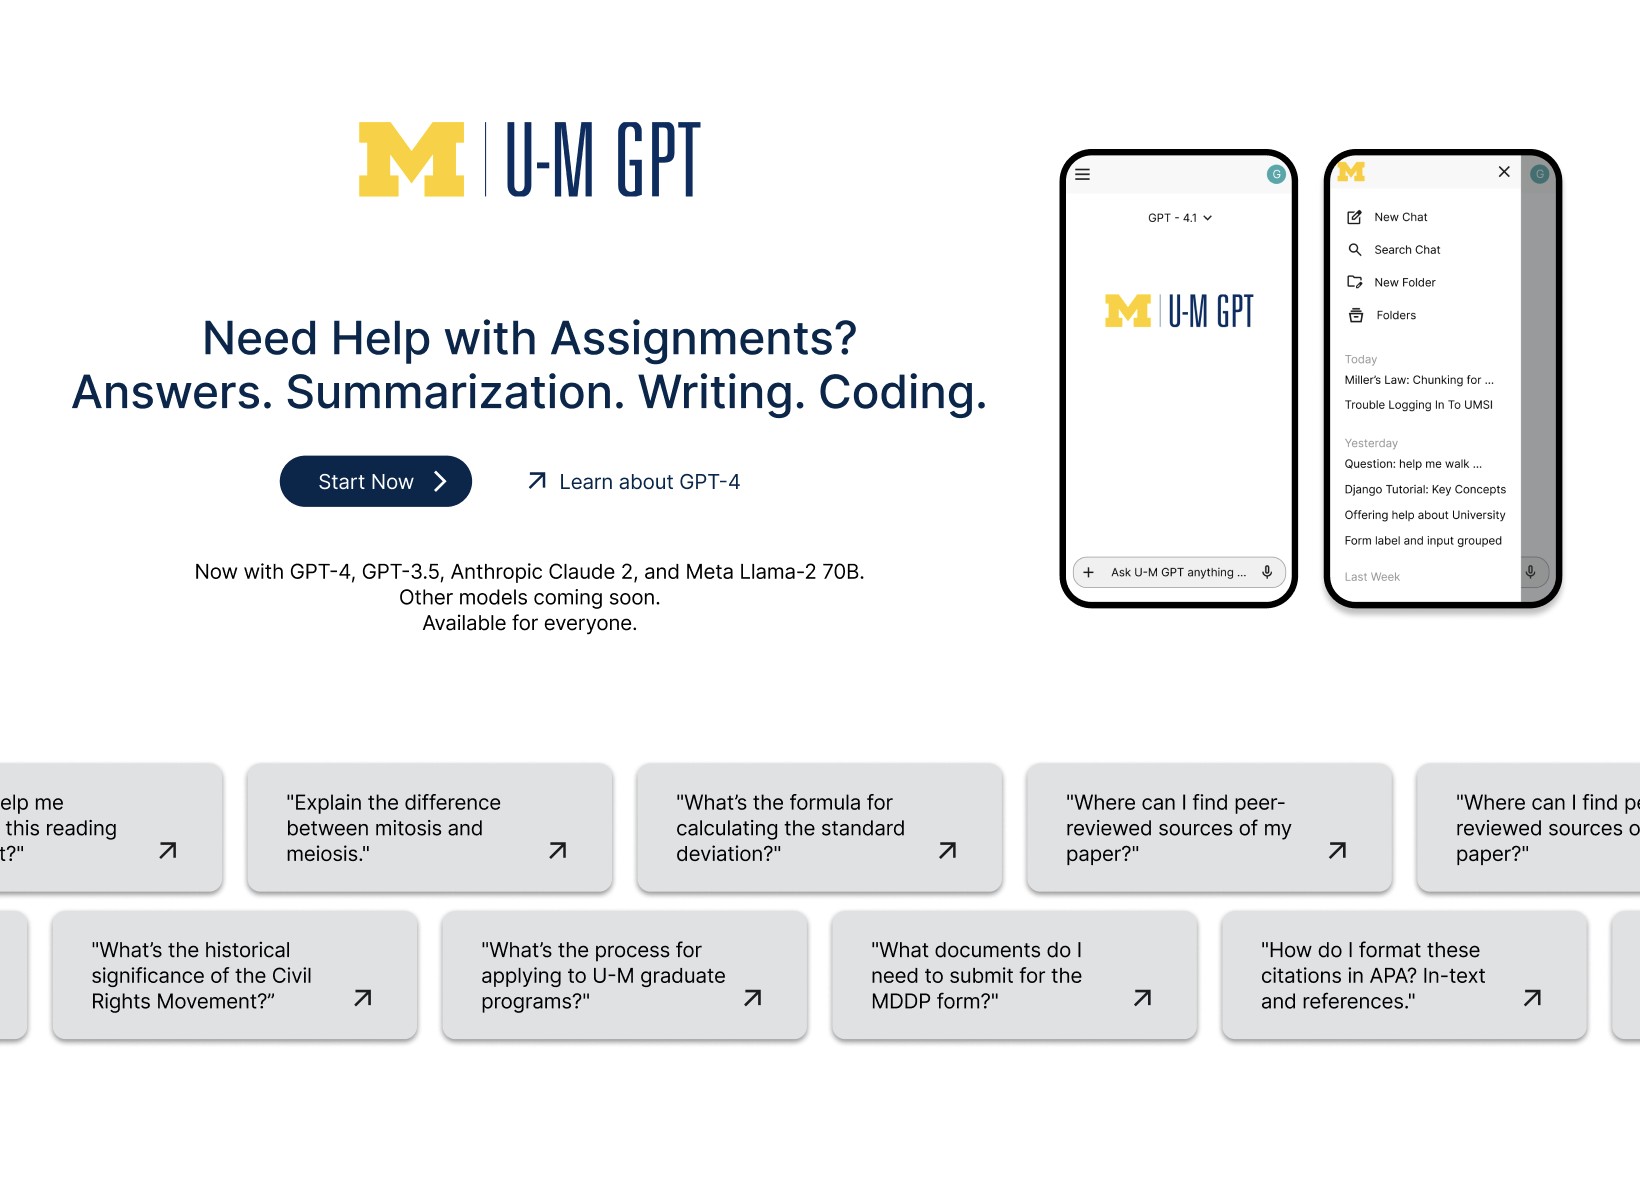 M | U-M GPT
Need Help with Assignments?
Answers. Summarization. Writing. Coding.
Start Now
Learn about GPT-4
Now with GPT-4, GPT-3.5, Anthropic Claude 2, and Meta Llama-2 70B.
Other models coming soon.
Available for everyone.
G
GPT - 4.1
M | U-M GPT
Ask U-M GPT anything ...
M
G
New Chat
Search Chat
New Folder
Folders
Today
Miller's Law: Chunking for ...
Trouble Logging In To UMSI
Yesterday
Question: help me walk ...
Django Tutorial: Key Concepts
Offering help about University
Form label and input grouped
Last Week
elp me
this reading
t?"
"Explain the difference
between mitosis and
meiosis."
"What’s the formula for
calculating the standard
deviation?"
"Where can I find peer-
reviewed sources of my
paper?"
"Where can I find pe
reviewed sources o
paper?"
"What’s the historical
significance of the Civil
Rights Movement?”
"What’s the process for
applying to U-M graduate
programs?"
"What documents do I
need to submit for the
MDDP form?"
"How do I format these
citations in APA? In-text
and references."